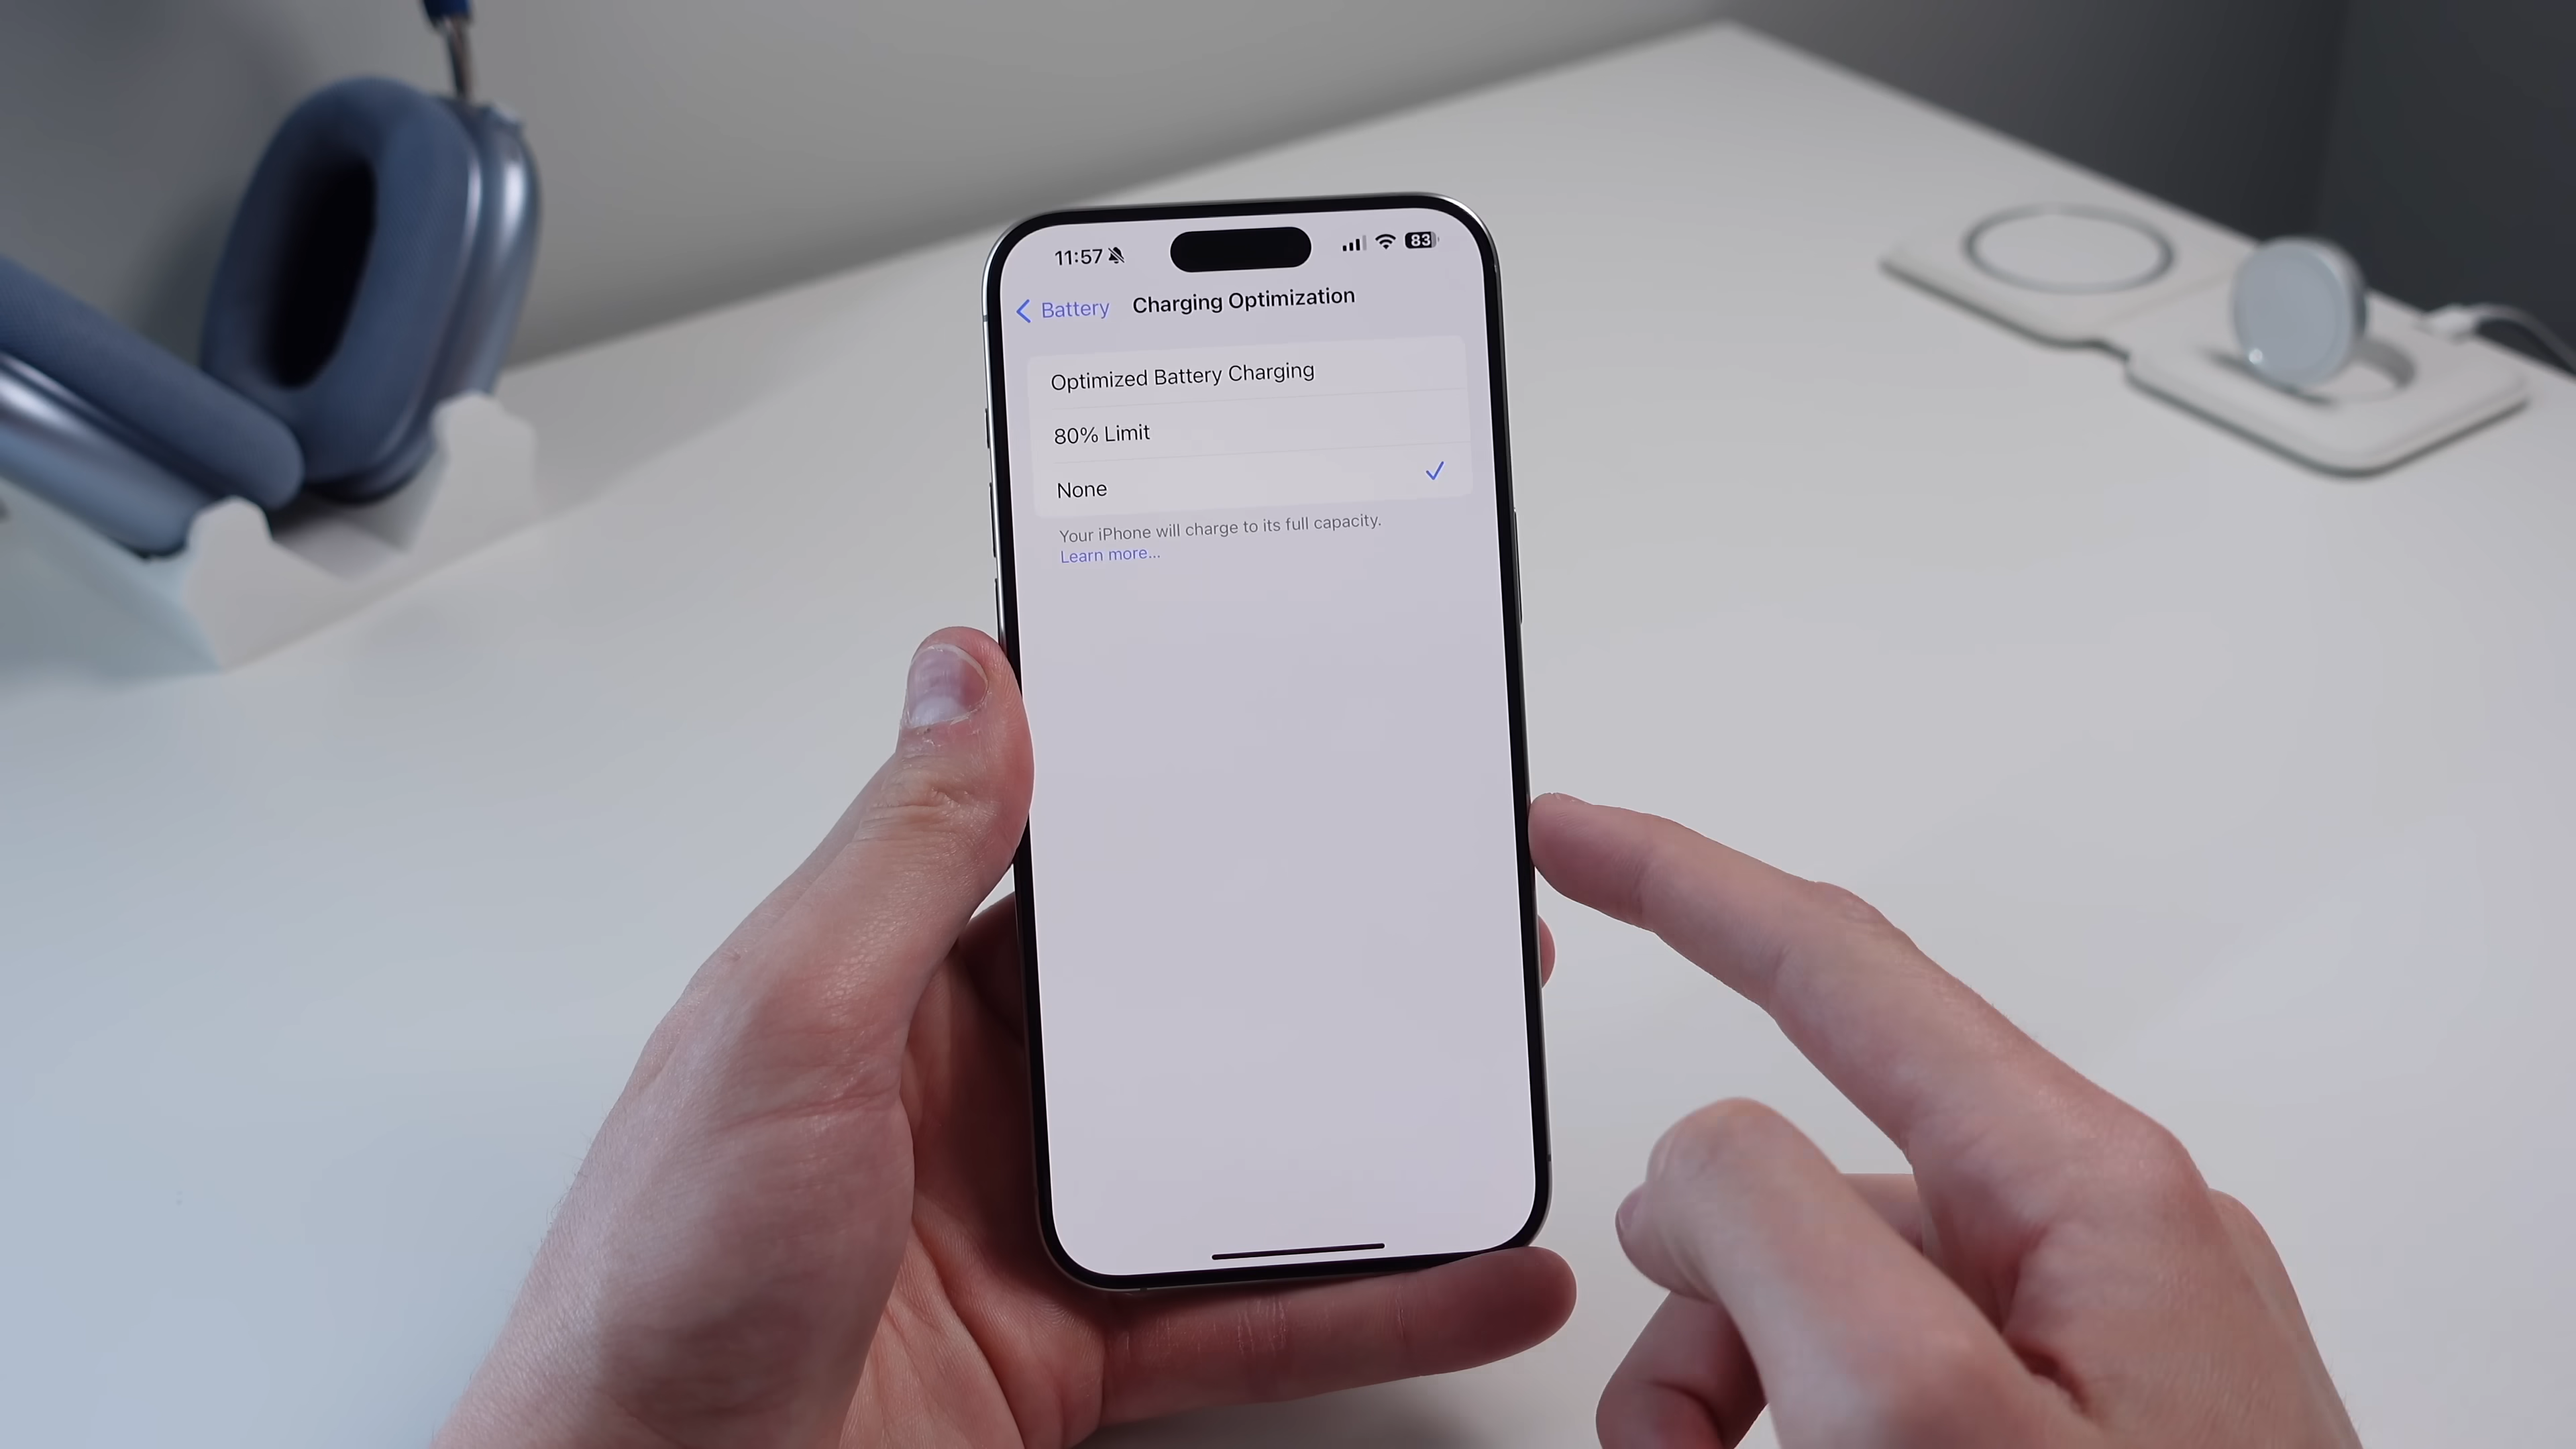 11:57
83
Battery
Charging Optimization
Optimized Battery Charging
80% Limit
None
Your iPhone will charge to its full capacity.
Learn more...